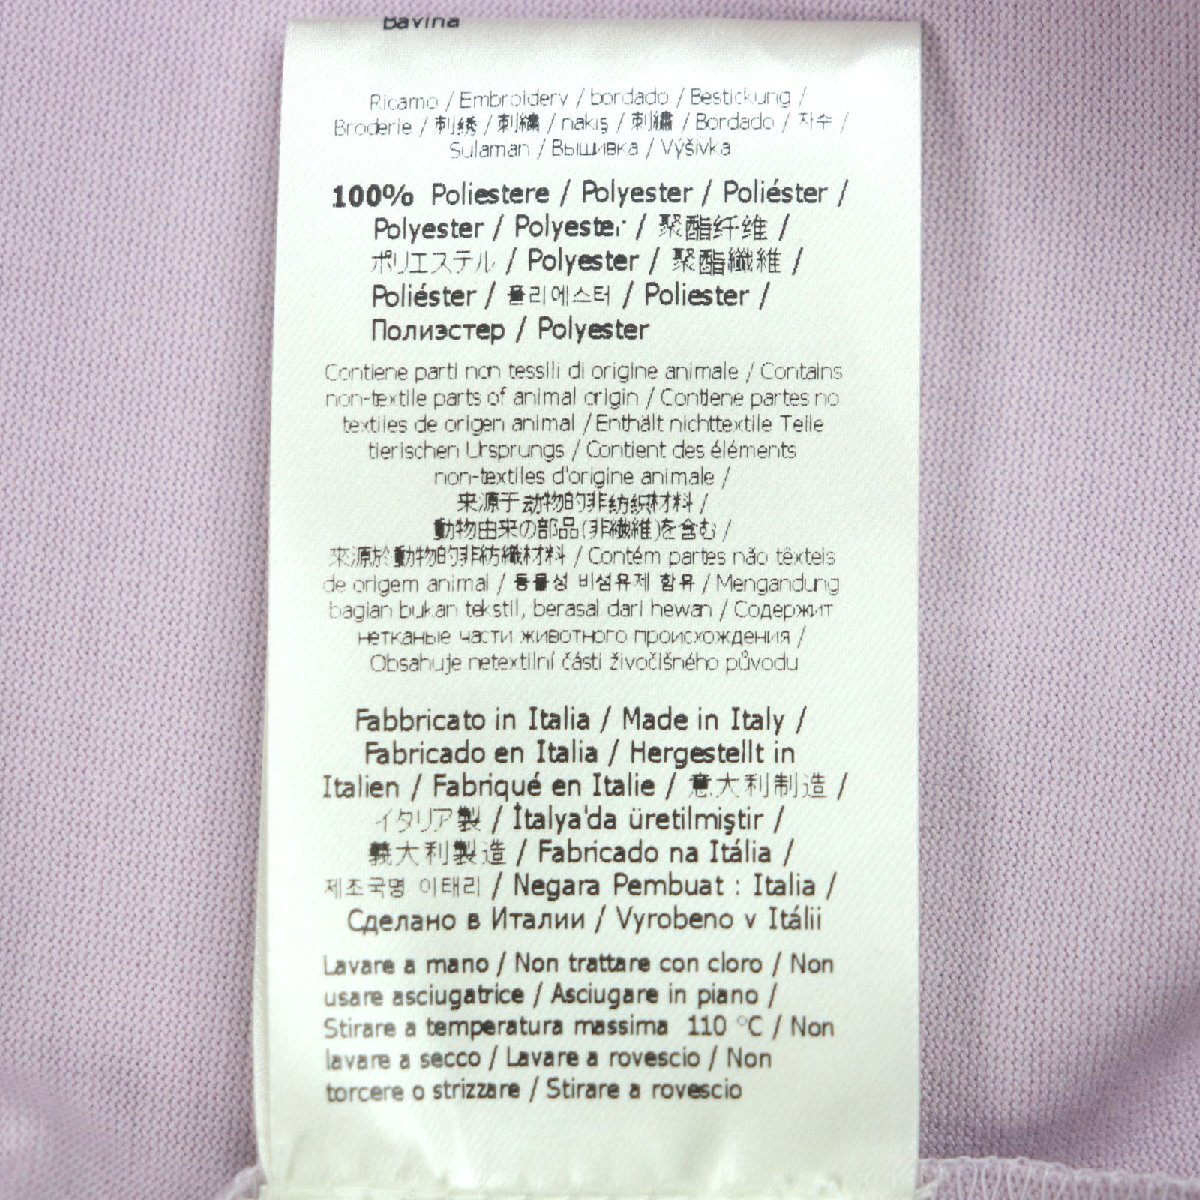 Bavlna
Ricamo / Embroidery / bordado / Bestickung /
Broderie / 刺绣 / 刺繍 / nakış / 刺繡 / Bordado / 자수 /
Sulaman / Вышивка / Výšivka
100% Poliestere / Polyester / Poliéster /
Polyester / Polyester / 聚酯纤维 /
ポリエステル / Polyester / 聚酯纖維 /
Poliéster / 폴리에스터 / Poliester /
Полиэстер / Polyester
Contiene parti non tessili di origine animale / Contains
non-textile parts of animal origin / Contiene partes no
textiles de origen animal / Enthält nichttextile Teile
tierischen Ursprungs / Contient des éléments
non-textiles d'origine animale /
来源于动物的非纺织材料 /
動物由来の部品(非繊維)を含む /
來源於動物的非紡織材料 / Contém partes não têxteis
de origem animal / 동물성 비섬유제 함유 / Mengandung
bagian bukan tekstil, berasal dari hewan / Содержит
нетканые части животного происхождения /
Obsahuje netextilní části živočišného původu
Fabbricato in Italia / Made in Italy /
Fabricado en Italia / Hergestellt in
Italien / Fabriqué en Italie / 意大利制造 /
イタリア製 / İtalya'da üretilmiştir /
義大利製造 / Fabricado na Itália /
제조국명 이태리 / Negara Pembuat : Italia /
Сделано в Италии / Vyrobeno v Itálii
Lavare a mano / Non trattare con cloro / Non
usare asciugatrice / Asciugare in piano /
Stirare a temperatura massima 110 °C / Non
lavare a secco / Lavare a rovescio / Non
torcere o strizzare / Stirare a rovescio